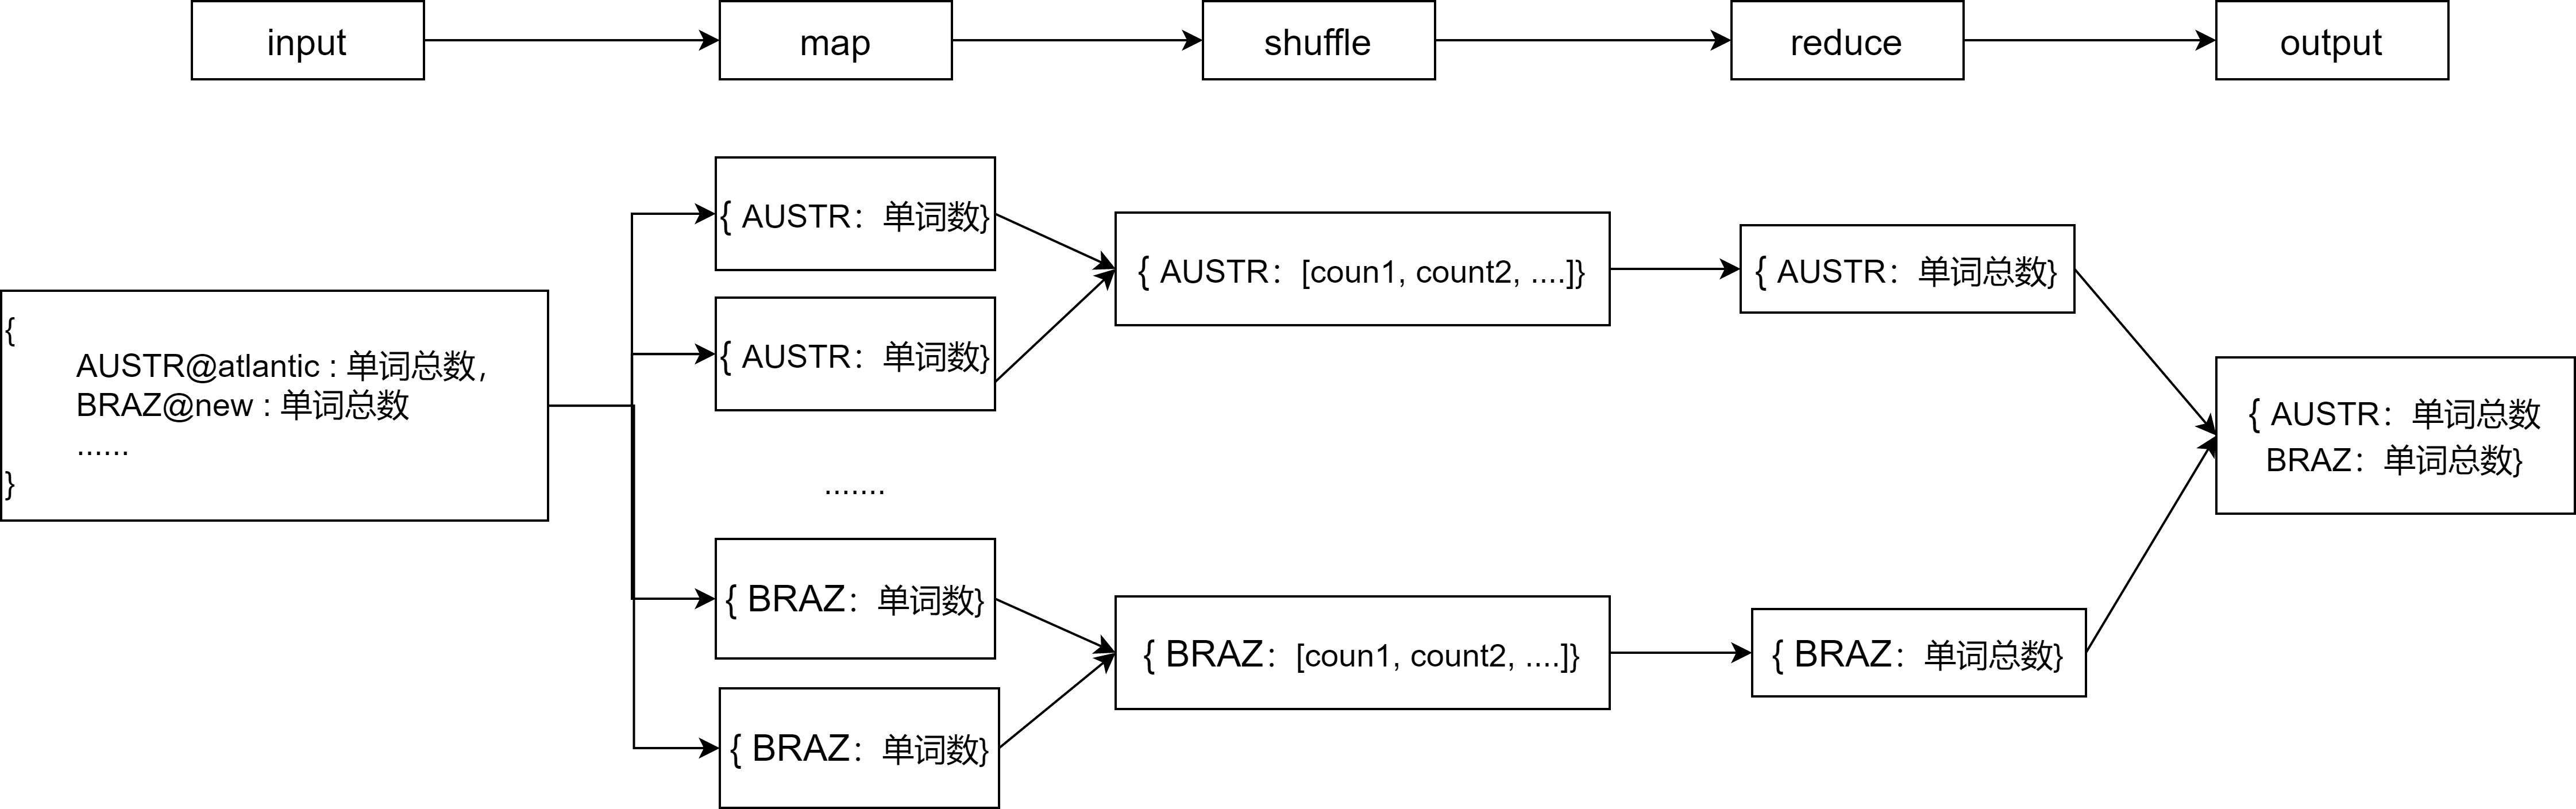 input
map
shuffle
reduce
output
{
AUSTR@atlantic : 单词总数，
BRAZ@new : 单词总数
......
}
{ AUSTR：单词数}
{ AUSTR：单词数}
.......
{ BRAZ：单词数}
{ BRAZ：单词数}
{ AUSTR：[coun1, count2, ....]}
{ BRAZ：[coun1, count2, ....]}
{ AUSTR：单词总数}
{ BRAZ：单词总数}
{ AUSTR：单词总数
BRAZ：单词总数}